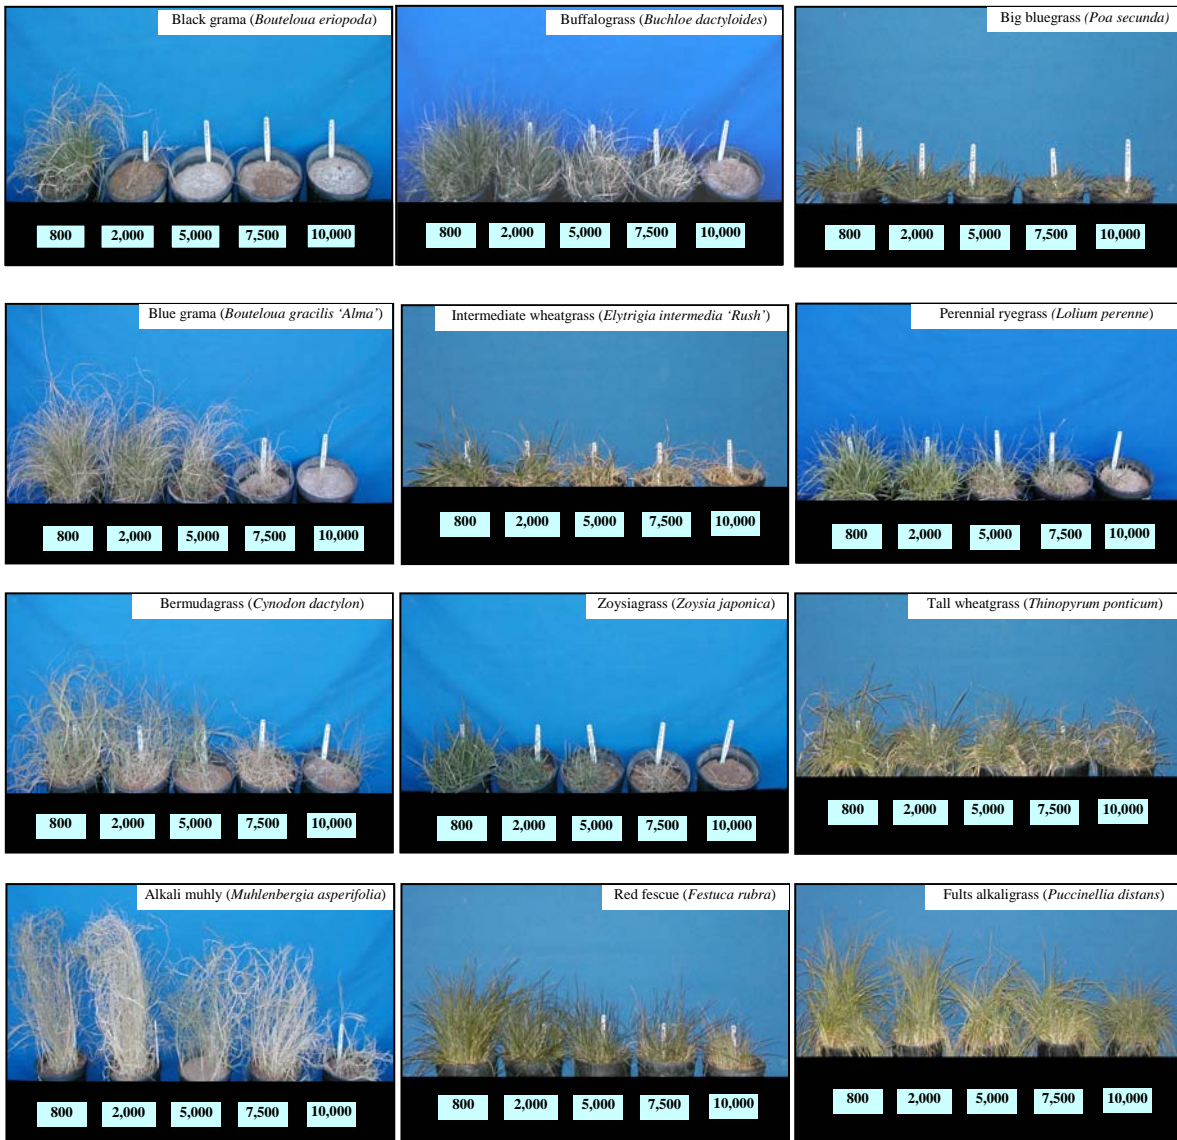 Black grama (Bouteloua eriopoda)
800 2,000 5,000 7,500 10,000
Buffalograss (Buchloe dactyloides)
800 2,000 5,000 7,500 10,000
Big bluegrass (Poa secunda)
800 2,000 5,000 7,500 10,000
Blue grama (Bouteloua gracilis ‘Alma’)
800 2,000 5,000 7,500 10,000
Intermediate wheatgrass (Elytrigia intermedia ‘Rush’)
800 2,000 5,000 7,500 10,000
Perennial ryegrass (Lolium perenne)
800 2,000 5,000 7,500 10,000
Bermudagrass (Cynodon dactylon)
800 2,000 5,000 7,500 10,000
Zoysiagrass (Zoysia japonica)
800 2,000 5,000 7,500 10,000
Tall wheatgrass (Thinopyrum ponticum)
800 2,000 5,000 7,500 10,000
Alkali muhly (Muhlenbergia asperifolia)
800 2,000 5,000 7,500 10,000
Red fescue (Festuca rubra)
800 2,000 5,000 7,500 10,000
Fults alkaligrass (Puccinellia distans)
800 2,000 5,000 7,500 10,000